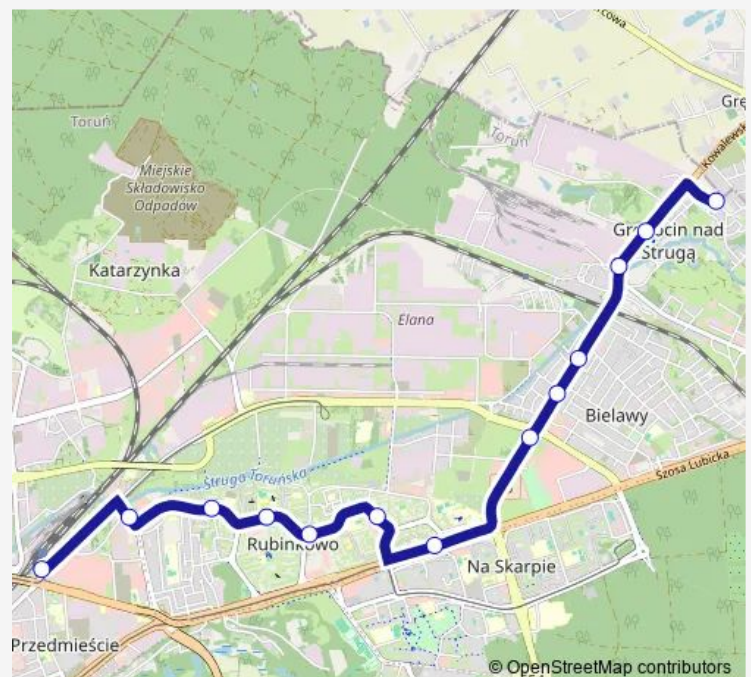 Toruń
Toruń
Kowalewsk
Miejskie
Składowisko
Odpadów
nad
Strugą
Katarzynka
Elana
Bielawy
Szosa Lubicka
Struga Toruńska
Rubinkowo
Na Skarpie
Przedmieście
© OpenStreetMap contributors